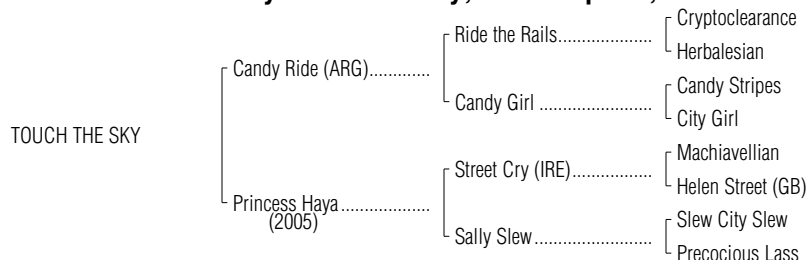 Cryptoclearance
Ride the Rails....................
Herbalesian
Candy Ride (ARG).............
Candy Stripes
Candy Girl .......................
City Girl
TOUCH THE SKY
Machiavellian
Street Cry (IRE).................
Helen Street (GB)
Princess Haya...................
(2005)
Slew City Slew
Sally Slew.........................
Precocious Lass